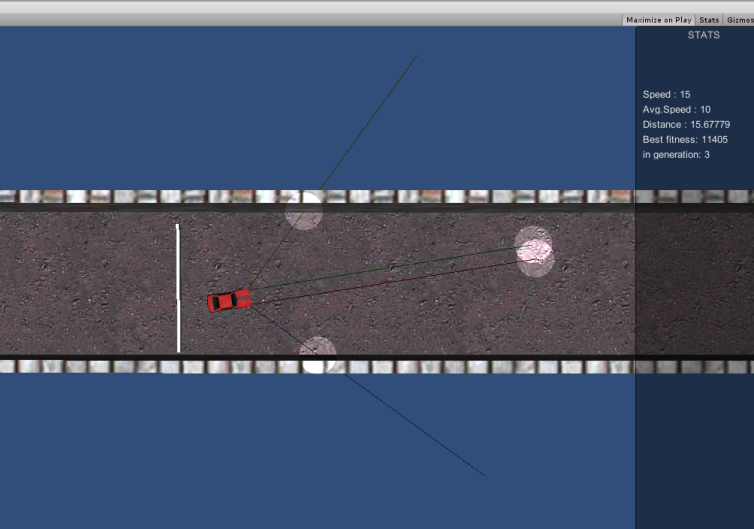 Maximize on Play Stats Gizmos
STATS
Speed : 15
Avg.Speed : 10
Distance : 15.67779
Best fitness: 11405
in generation: 3